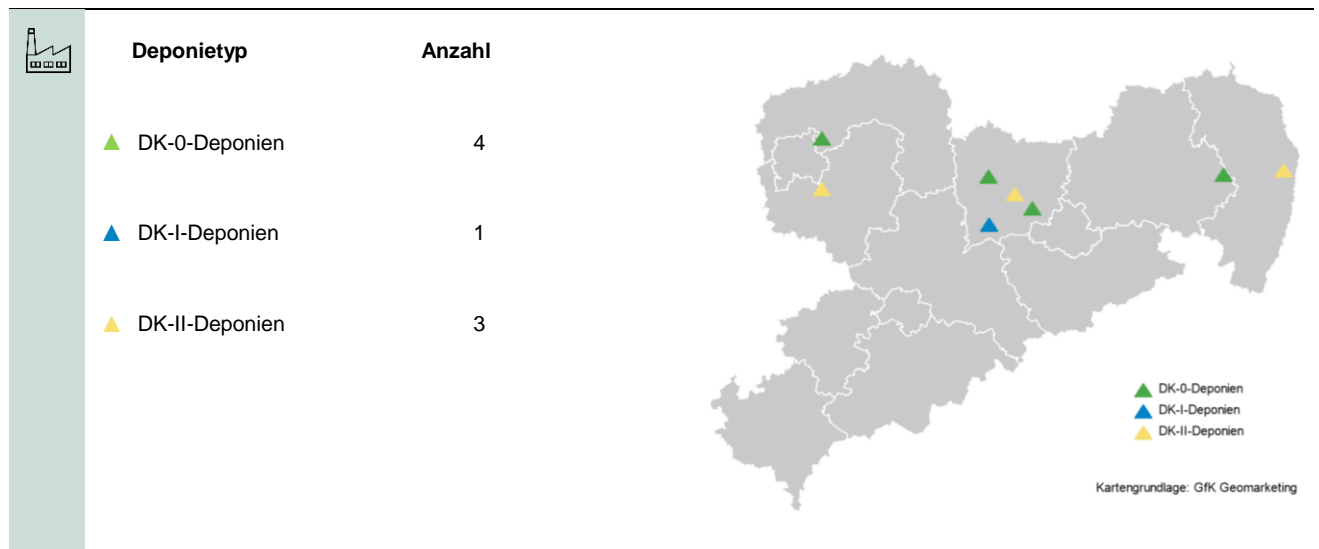 Deponietyp Anzahl
DK-0-Deponien 4
DK-I-Deponien 1
DK-II-Deponien 3
DK-0-Deponien
DK-I-Deponien
DK-II-Deponien
Kartengrundlage: GfK Geomarketing